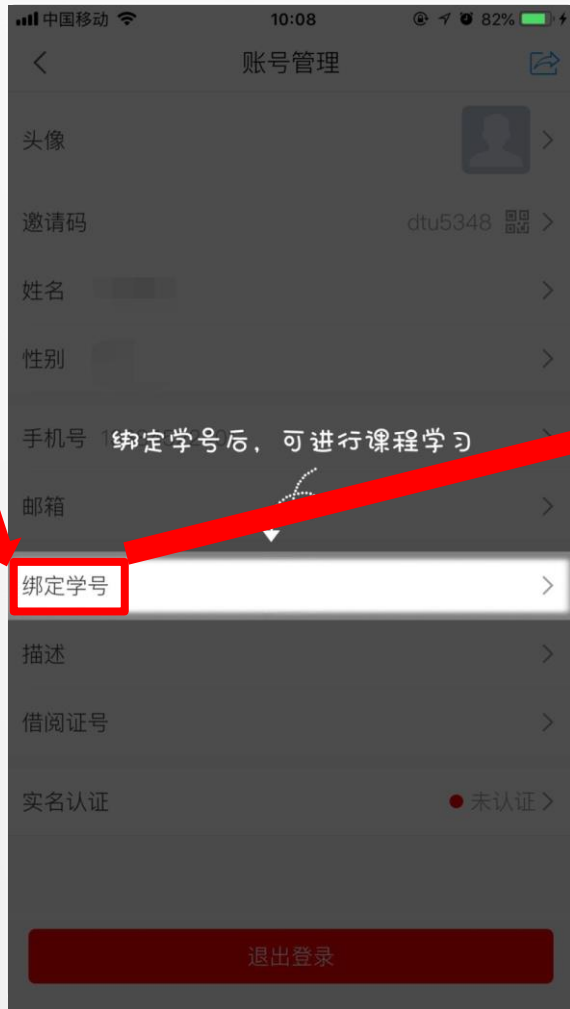 中国移动 10:08 82%
账号管理
头像
邀请码 dtu5348
姓名
性别
手机号 1
绑定学号后，可进行课程学习
邮箱
绑定学号
描述
借阅证号
实名认证 未认证
退出登录